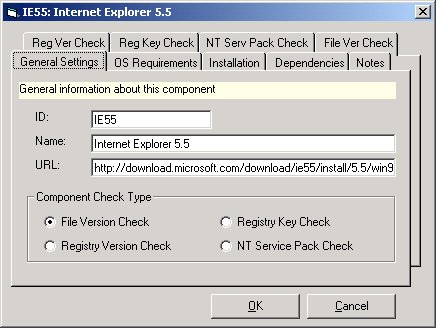 IE55: Internet Explorer 5.5
Reg Ver Check Reg Key Check NT Serv Pack Check File Ver Check
General Settings OS Requirements Installation Dependencies Notes
General information about this component
ID: IE55
Name: Internet Explorer 5.5
URL: http://download.microsoft.com/download/ie55/install/5.5/win9
Component Check Type
File Version Check Registry Key Check
Registry Version Check NT Service Pack Check
OK Cancel